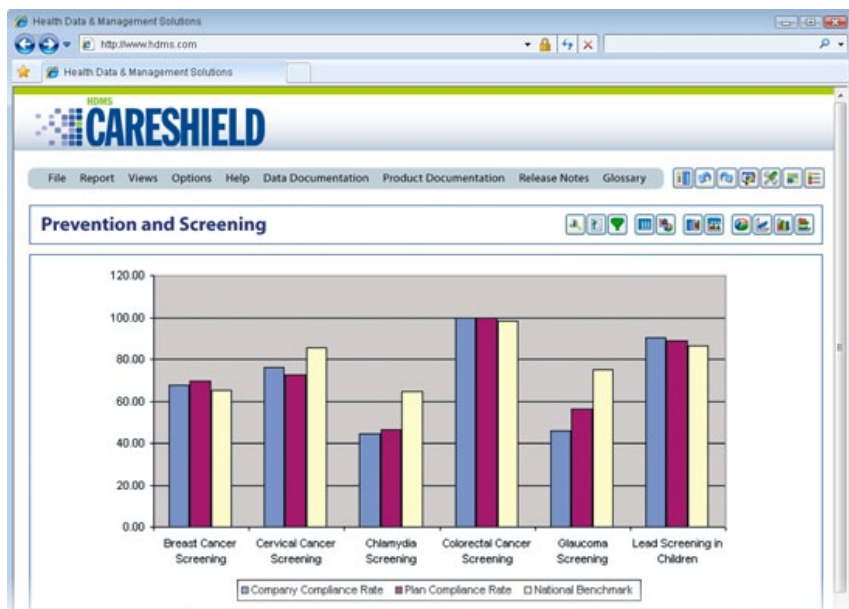 Health Data & Management Solutions
http://www.hdms.com
Health Data & Management Solutions
HDMS
CARESHIELD
File Report Views Options Help Data Documentation Product Documentation Release Notes Glossary
Prevention and Screening
120.00
100.00
80.00
60.00
40.00
20.00
0.00
Breast Cancer Screening
Cervical Cancer Screening
Chlamydia Screening
Colorectal Cancer Screening
Glaucoma Screening
Lead Screening in Children
Company Compliance Rate Plan Compliance Rate National Benchmark